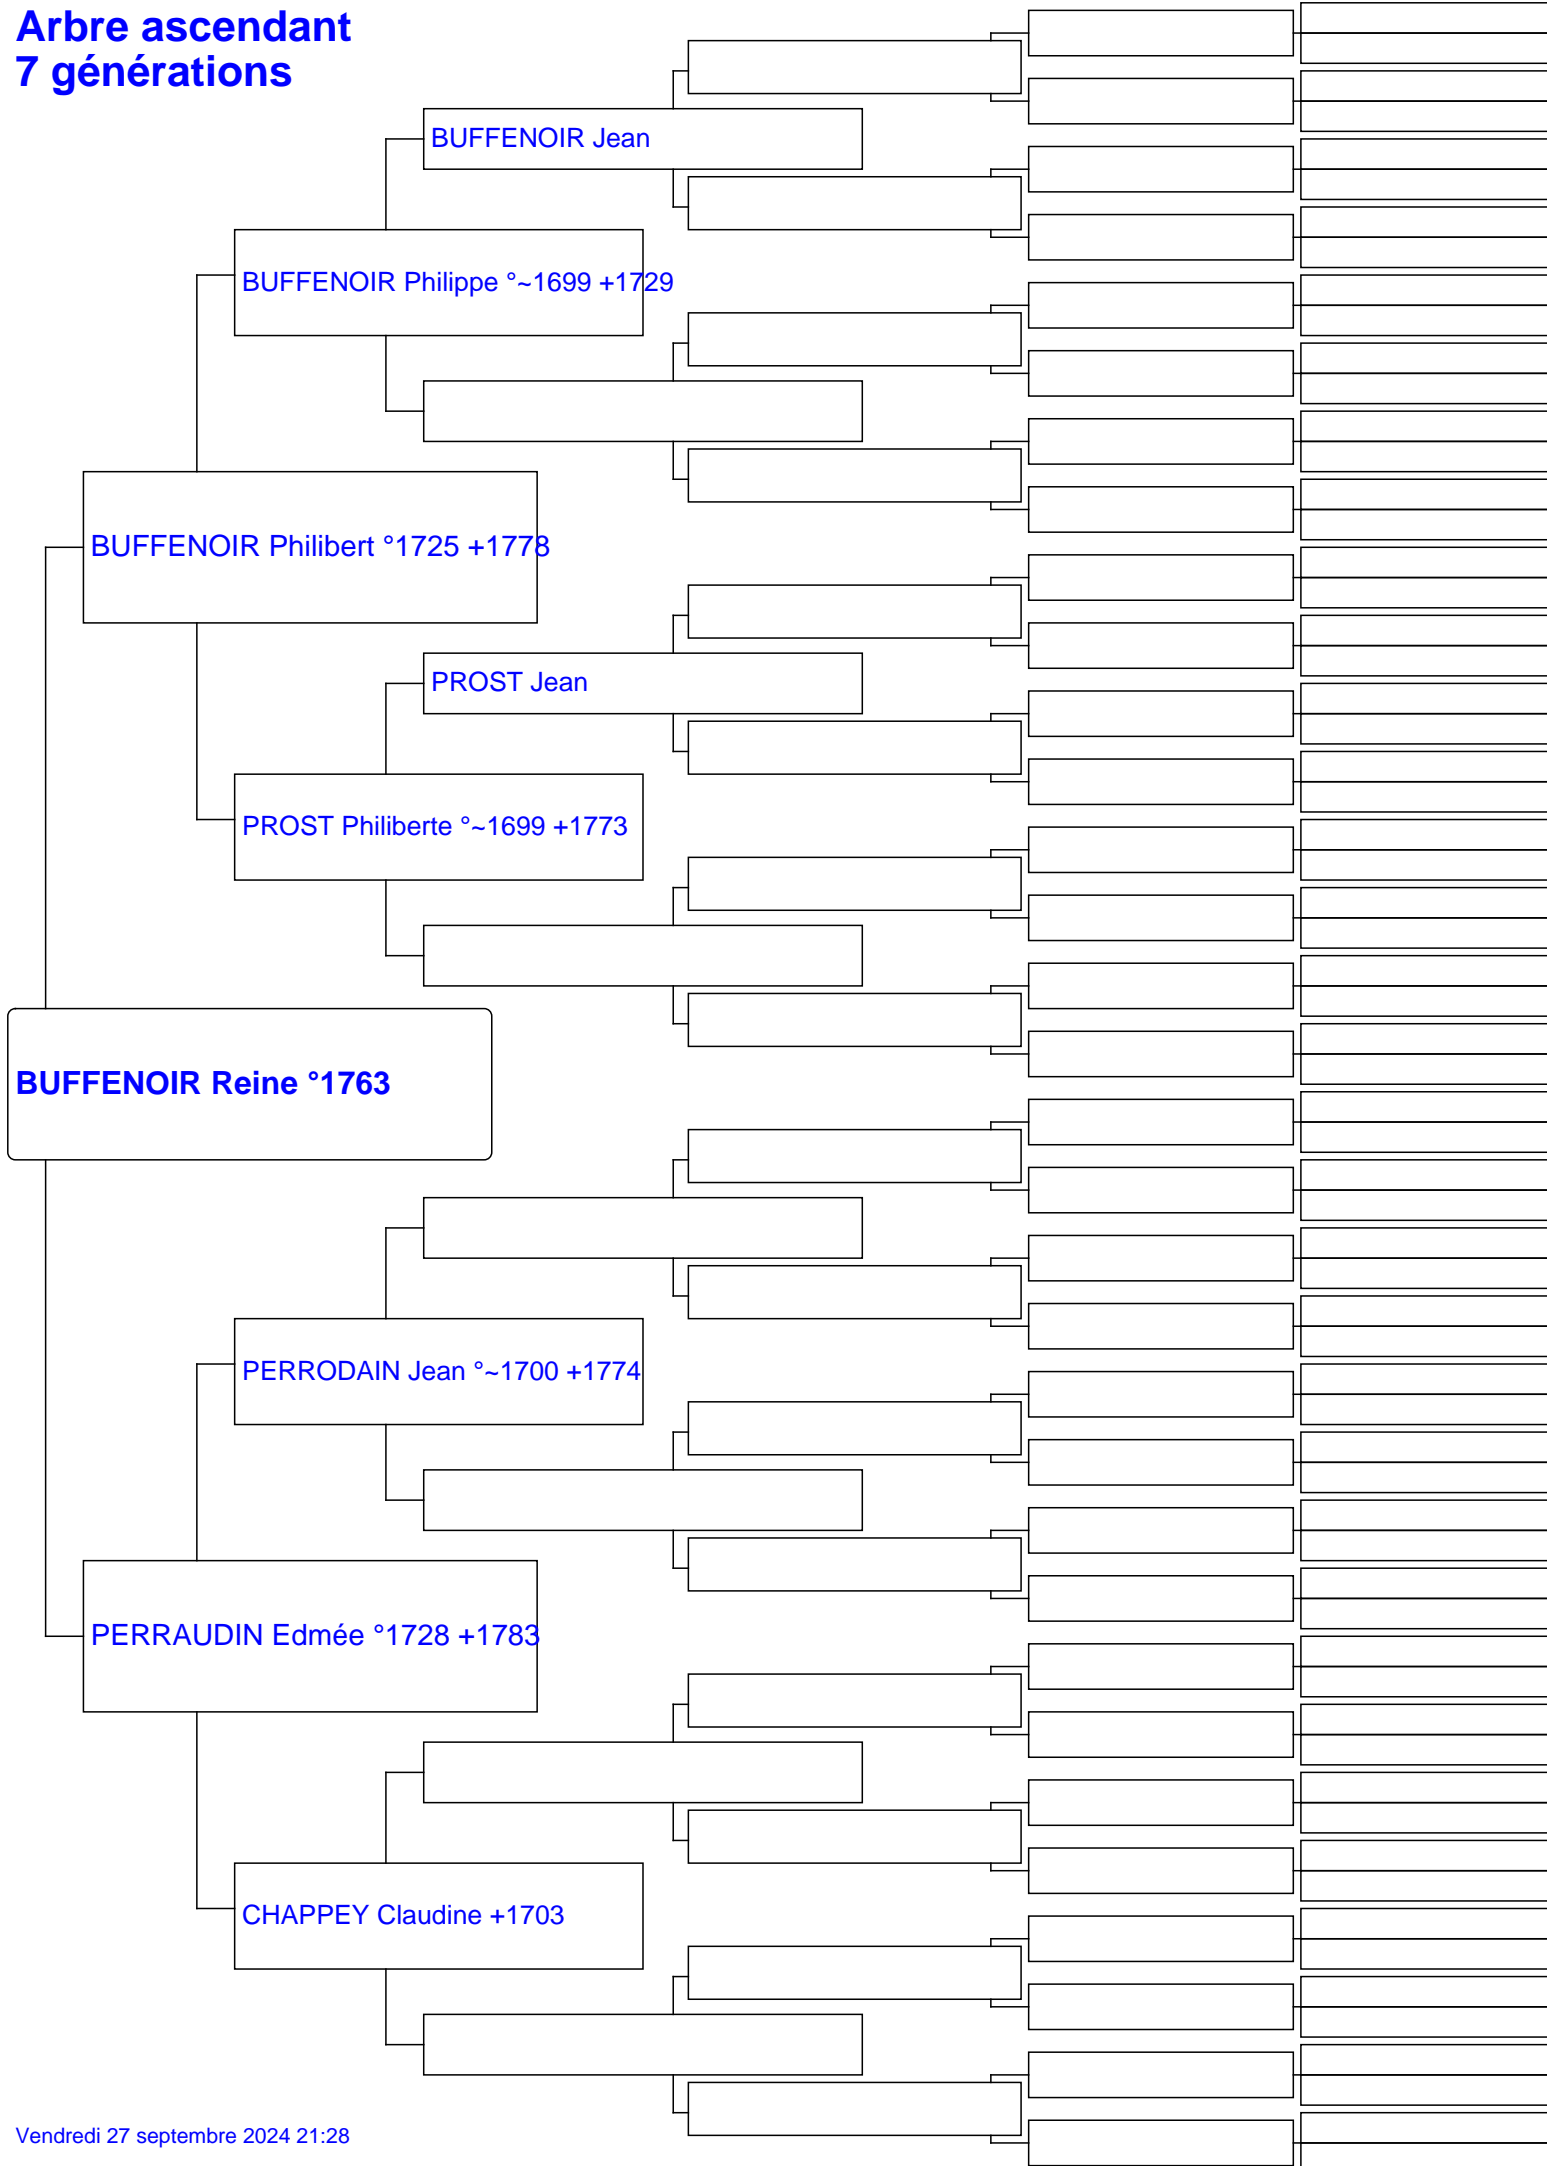 Arbre ascendant
7 générations
BUFFENOIR Jean
BUFFENOIR Philippe °~1699 +1729
BUFFENOIR Philibert °1725 +1778
PROST Jean
PROST Philiberte °~1699 +1773
BUFFENOIR Reine °1763
PERRODAIN Jean °~1700 +1774
PERRAUDIN Edmée °1728 +1783
CHAPPEY Claudine +1703
Vendredi 27 septembre 2024 21:28